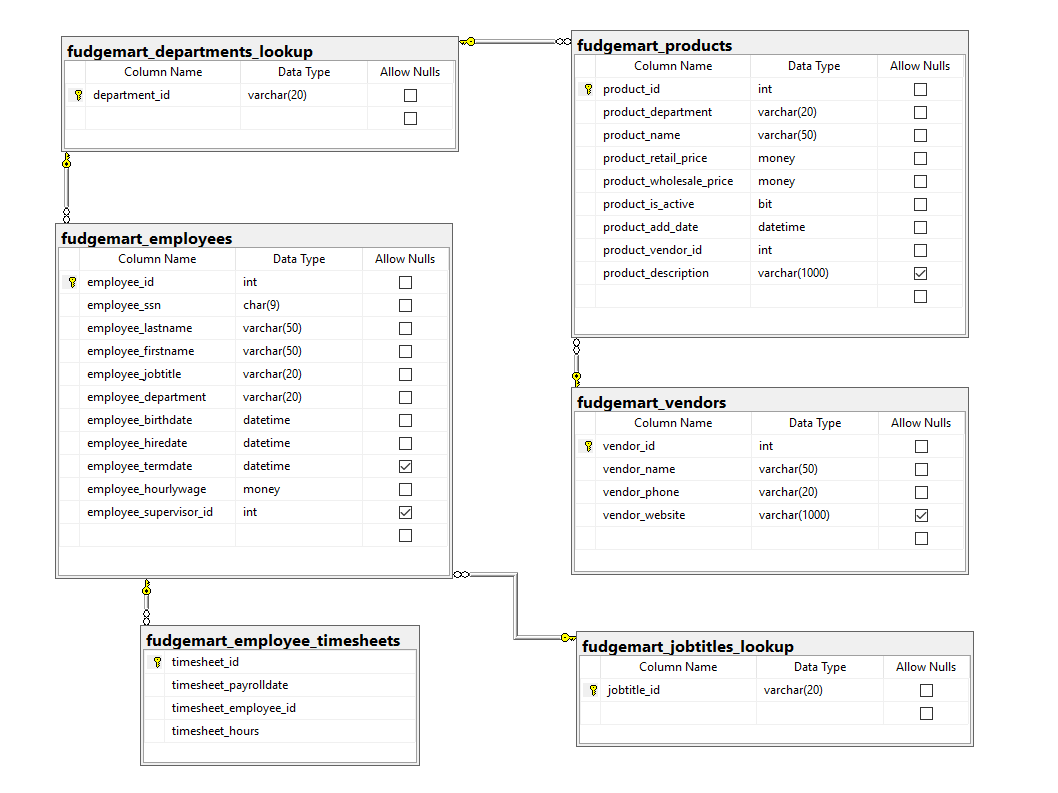 fudgemart_departments_lookup
Column Name Data Type Allow Nulls
department_id varchar(20)
fudgemart_products
Column Name Data Type Allow Nulls
product_id int
product_department varchar(20)
product_name varchar(50)
product_retail_price money
product_wholesale_price money
product_is_active bit
product_add_date datetime
product_vendor_id int
product_description varchar(1000)
fudgemart_employees
Column Name Data Type Allow Nulls
employee_id int
employee_ssn char(9)
employee_lastname varchar(50)
employee_firstname varchar(50)
employee_jobtitle varchar(20)
employee_department varchar(20)
employee_birthdate datetime
employee_hiredate datetime
employee_termdate datetime
employee_hourlywage money
employee_supervisor_id int
fudgemart_vendors
Column Name Data Type Allow Nulls
vendor_id int
vendor_name varchar(50)
vendor_phone varchar(20)
vendor_website varchar(1000)
fudgemart_employee_timesheets
timesheet_id
timesheet_payrolldate
timesheet_employee_id
timesheet_hours
fudgemart_jobtitles_lookup
Column Name Data Type Allow Nulls
jobtitle_id varchar(20)